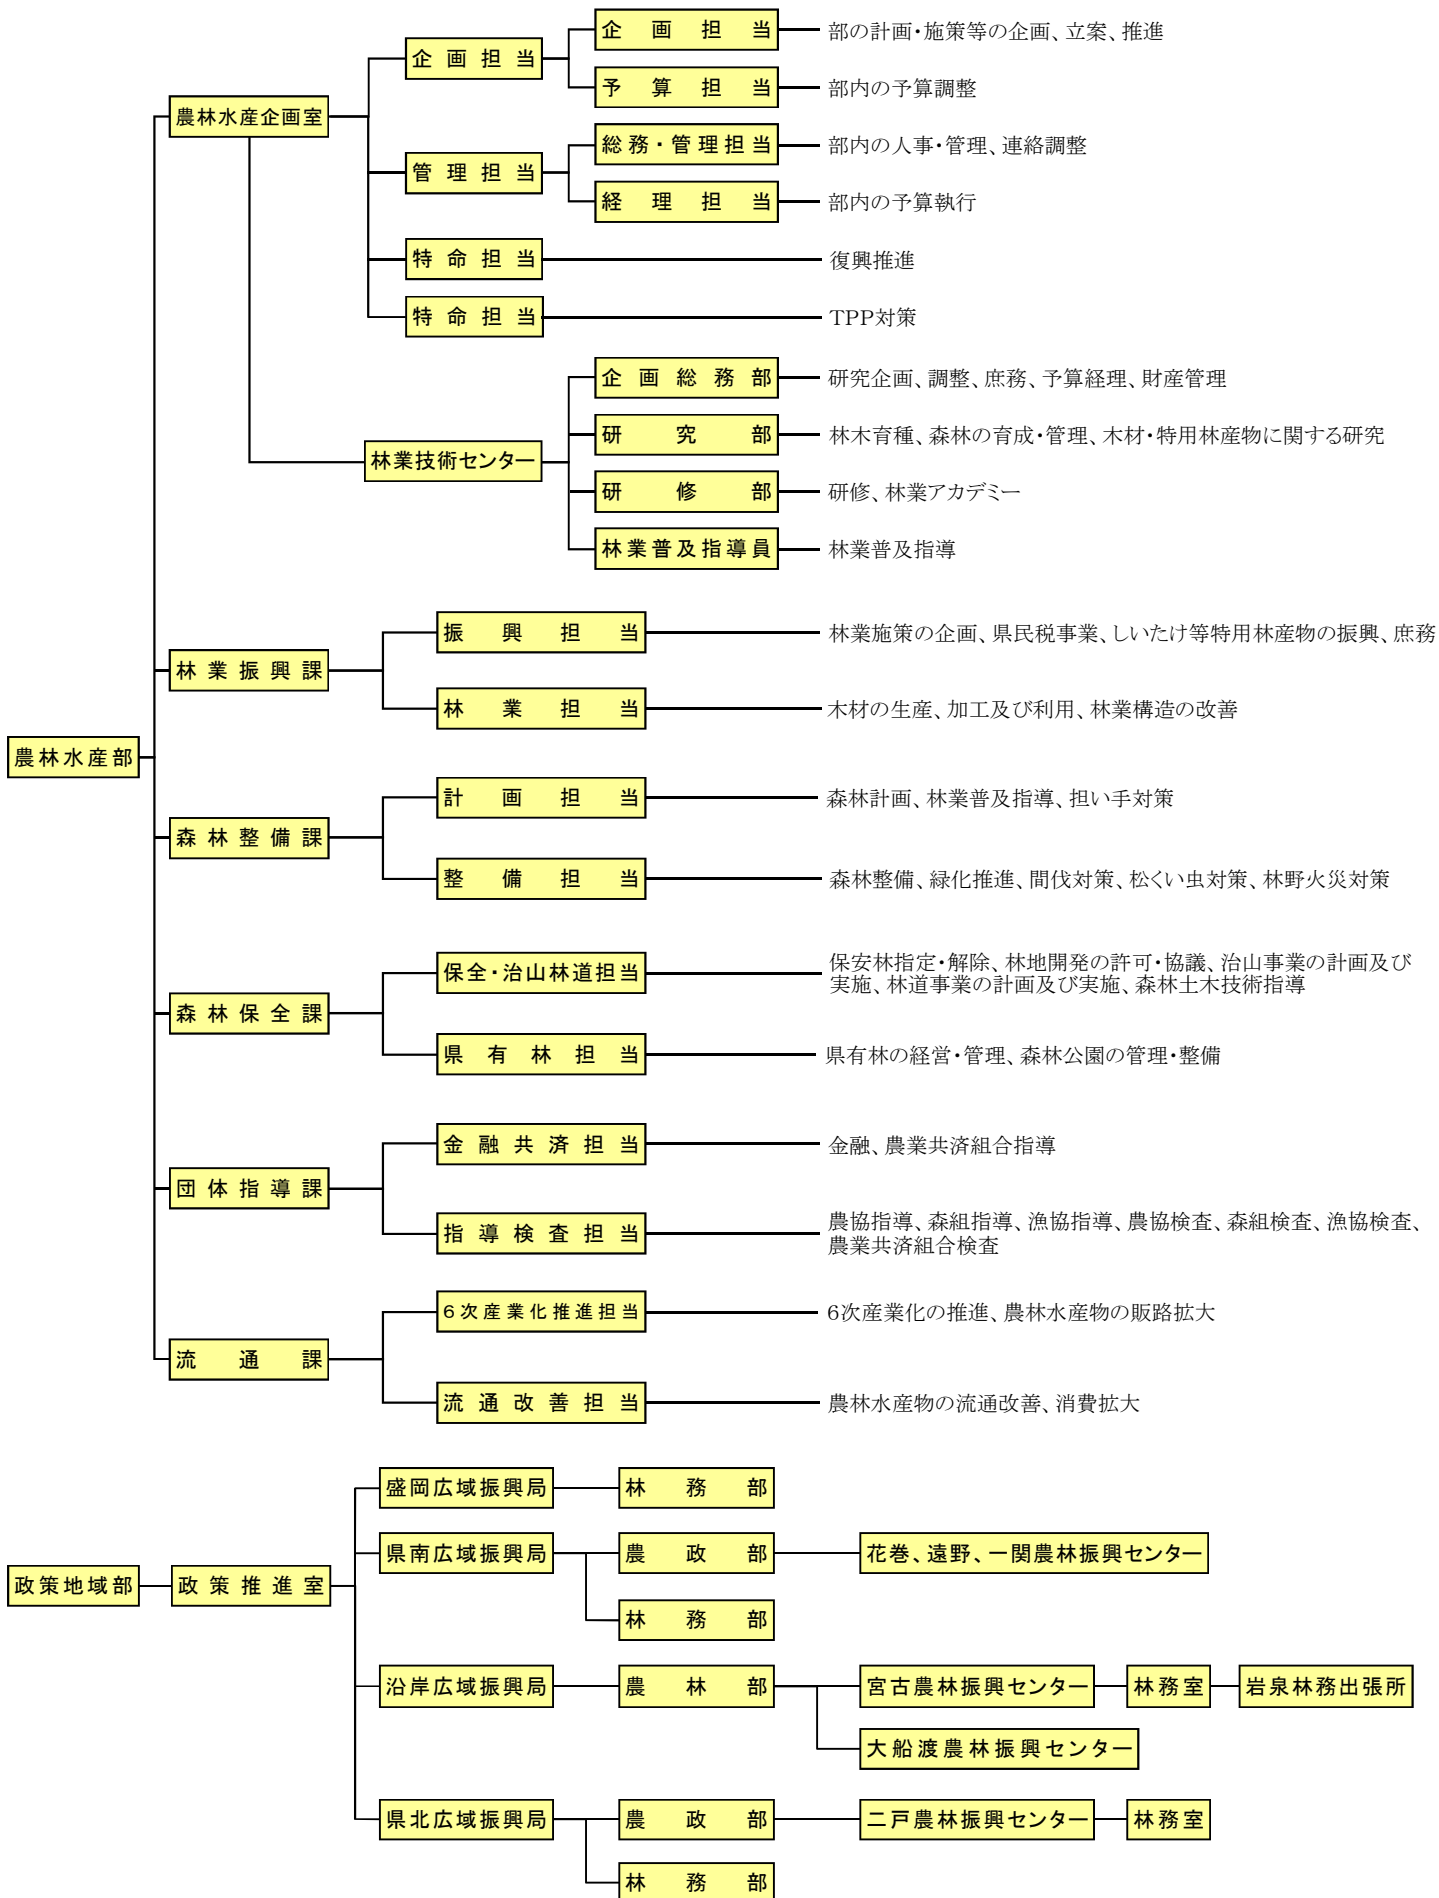 企画担当
部の計画・施策等の企画、立案、推進
企画担当
予算担当
部内の予算調整
農林水産企画室
総務・管理担当
部内の人事・管理、連絡調整
管理担当
経理担当
部内の予算執行
特命担当
復興推進
特命担当
TPP対策
企画総務部
研究企画、調整、庶務、予算経理、財産管理
研究部
林木育種、森林の育成・管理、木材・特用林産物に関する研究
林業技術センター
研修部
研修、林業アカデミー
林業普及指導員
林業普及指導
振興担当
林業施策の企画、県民税事業、しいたけ等特用林産物の振興、庶務
林業振興課
林業担当
木材の生産、加工及び利用、林業構造の改善
農林水産部
計画担当
森林計画、林業普及指導、担い手対策
森林整備課
整備担当
森林整備、緑化推進、間伐対策、松くい虫対策、林野火災対策
保全・治山林道担当
保安林指定・解除、林地開発の許可・協議、治山事業の計画及び
実施、林道事業の計画及び実施、森林土木技術指導
森林保全課
県有林担当
県有林の経営・管理、森林公園の管理・整備
金融共済担当
金融、農業共済組合指導
団体指導課
指導検査担当
農協指導、森組指導、漁協指導、農協検査、森組検査、漁協検査、
農業共済組合検査
6次産業化推進担当
6次産業化の推進、農林水産物の販路拡大
流通課
流通改善担当
農林水産物の流通改善、消費拡大
盛岡広域振興局
林務部
県南広域振興局
農政部
花巻、遠野、一関農林振興センター
政策地域部
政策推進室
林務部
沿岸広域振興局
農林部
宮古農林振興センター
林務室
岩泉林務出張所
大船渡農林振興センター
県北広域振興局
農政部
二戸農林振興センター
林務室
林務部